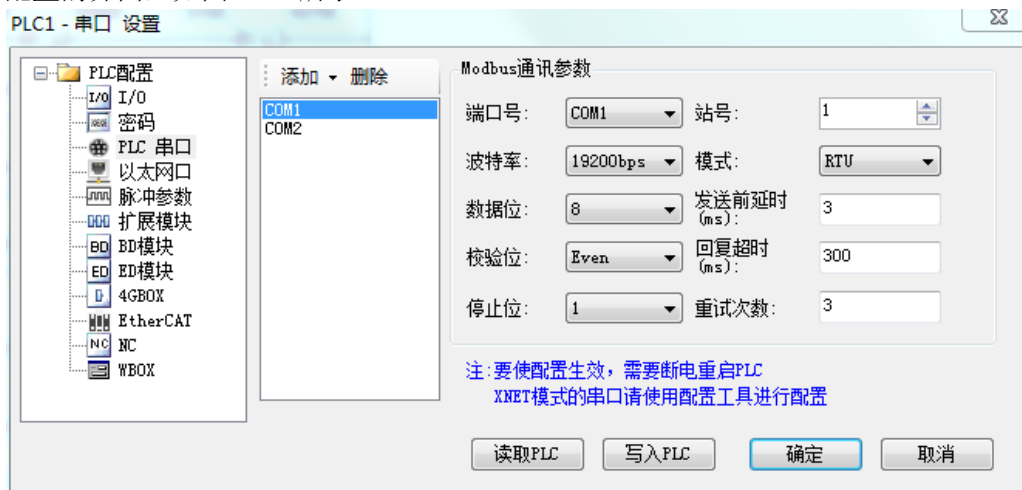 PLC1 - 串口 设置
PLC配置
I/O I/O
密码
PLC 串口
以太网口
脉冲参数
扩展模块
BD BD模块
ED ED模块
4GBOX
EtherCAT
NC NC
WBOX
添加 删除
COM1
COM2
Modbus通讯参数
端口号: COM1 站号: 1
波特率: 19200bps 模式: RTU
数据位: 8 发送前延时(ms): 3
校验位: Even 回复超时(ms): 300
停止位: 1 重试次数: 3
注:要使配置生效，需要断电重启PLC
XNET模式的串口请使用配置工具进行配置
读取PLC 写入PLC 确定 取消